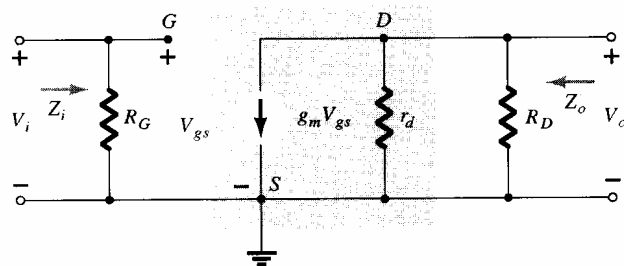 G
D
+ + +
Z_i
Z_o
V_i
R_G
V_gs
g_m V_gs
r_d
R_D
V_o
− − S −